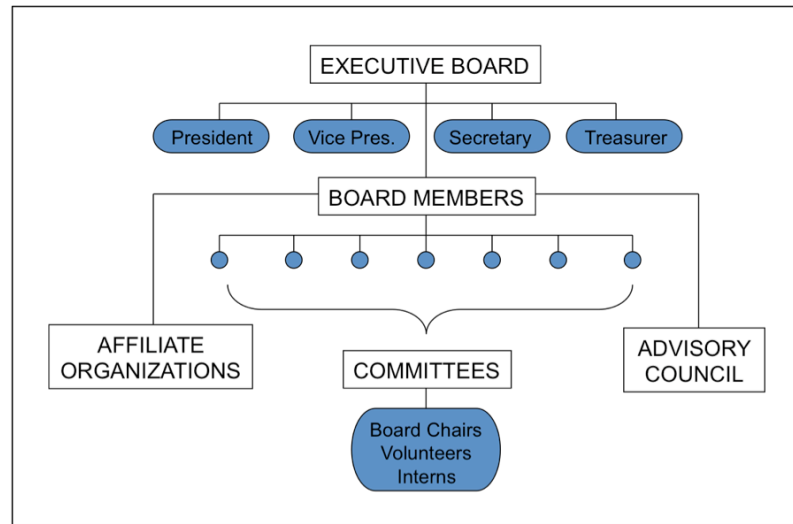 EXECUTIVE BOARD
President
Vice Pres.
Secretary
Treasurer
BOARD MEMBERS
AFFILIATE
ORGANIZATIONS
COMMITTEES
ADVISORY
COUNCIL
Board Chairs
Volunteers
Interns